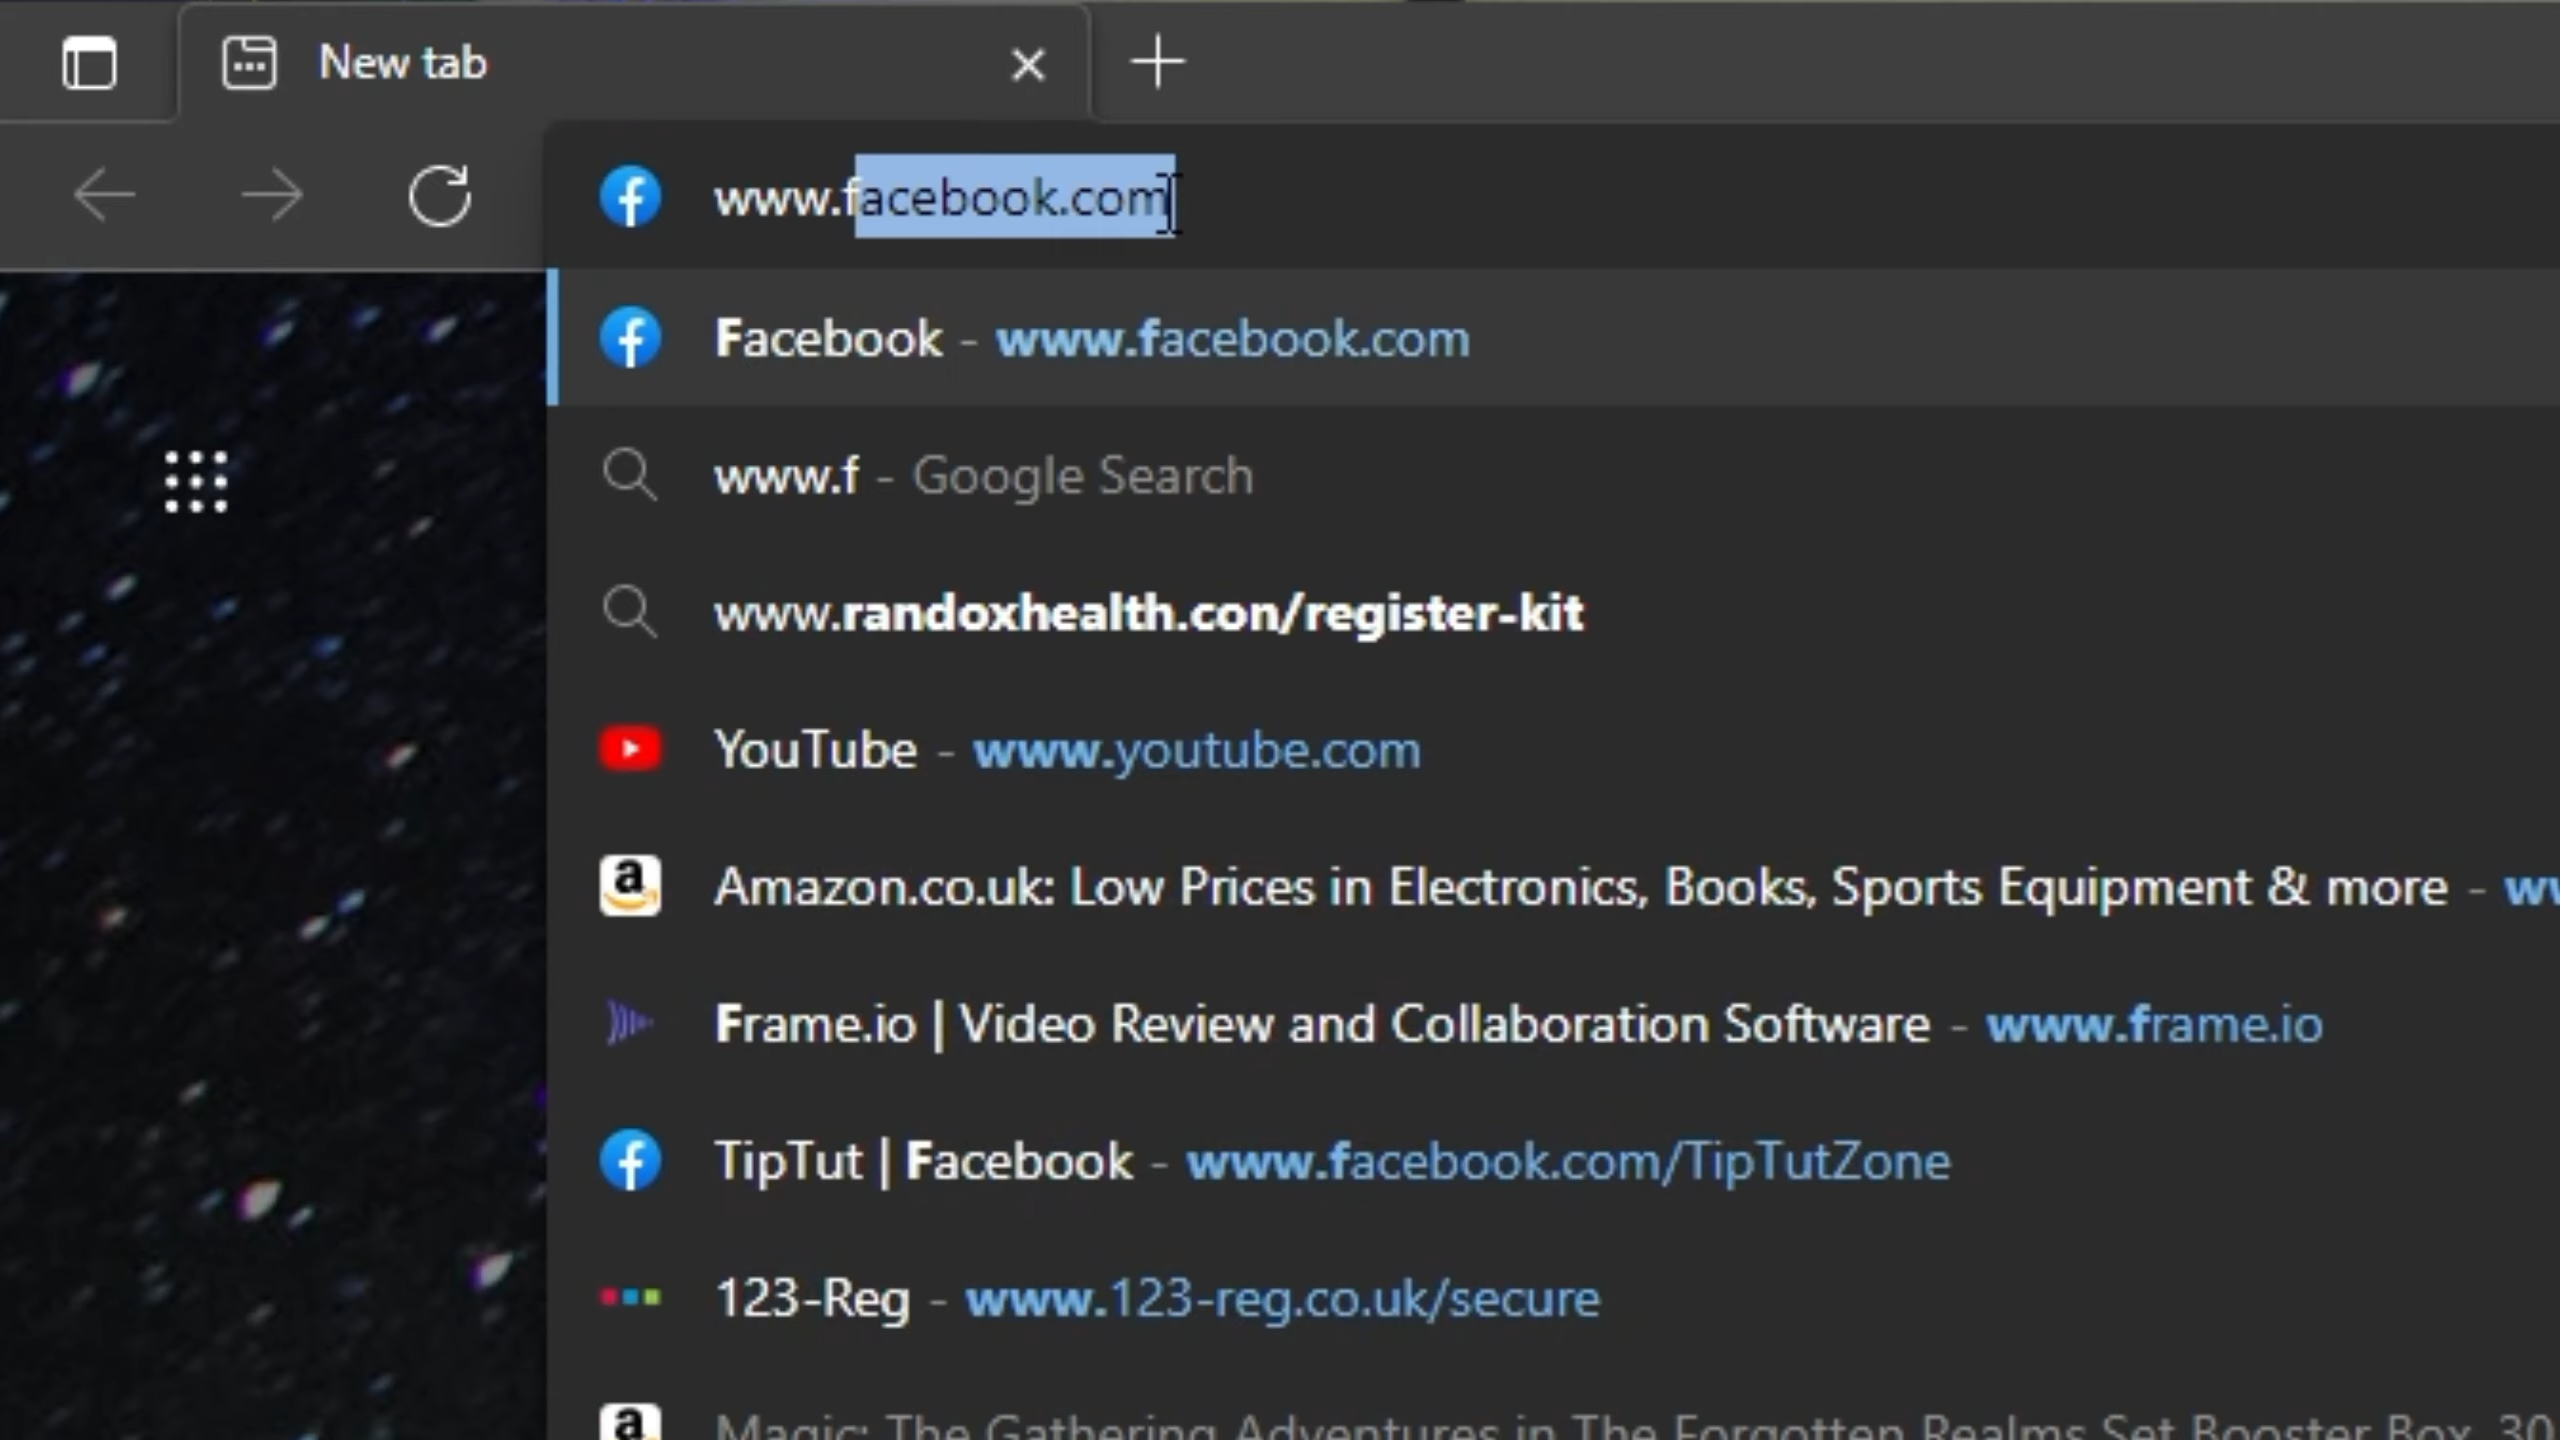 New tab
www.facebook.com
Facebook - www.facebook.com
www.f - Google Search
www.randoxhealth.con/register-kit
YouTube - www.youtube.com
Amazon.co.uk: Low Prices in Electronics, Books, Sports Equipment & more -
Frame.io | Video Review and Collaboration Software - www.frame.io
TipTut | Facebook - www.facebook.com/TipTutZone
123-Reg - www.123-reg.co.uk/secure
Magic: The Gathering Adventures in The Forgotten Realms Set Booster Box, 30